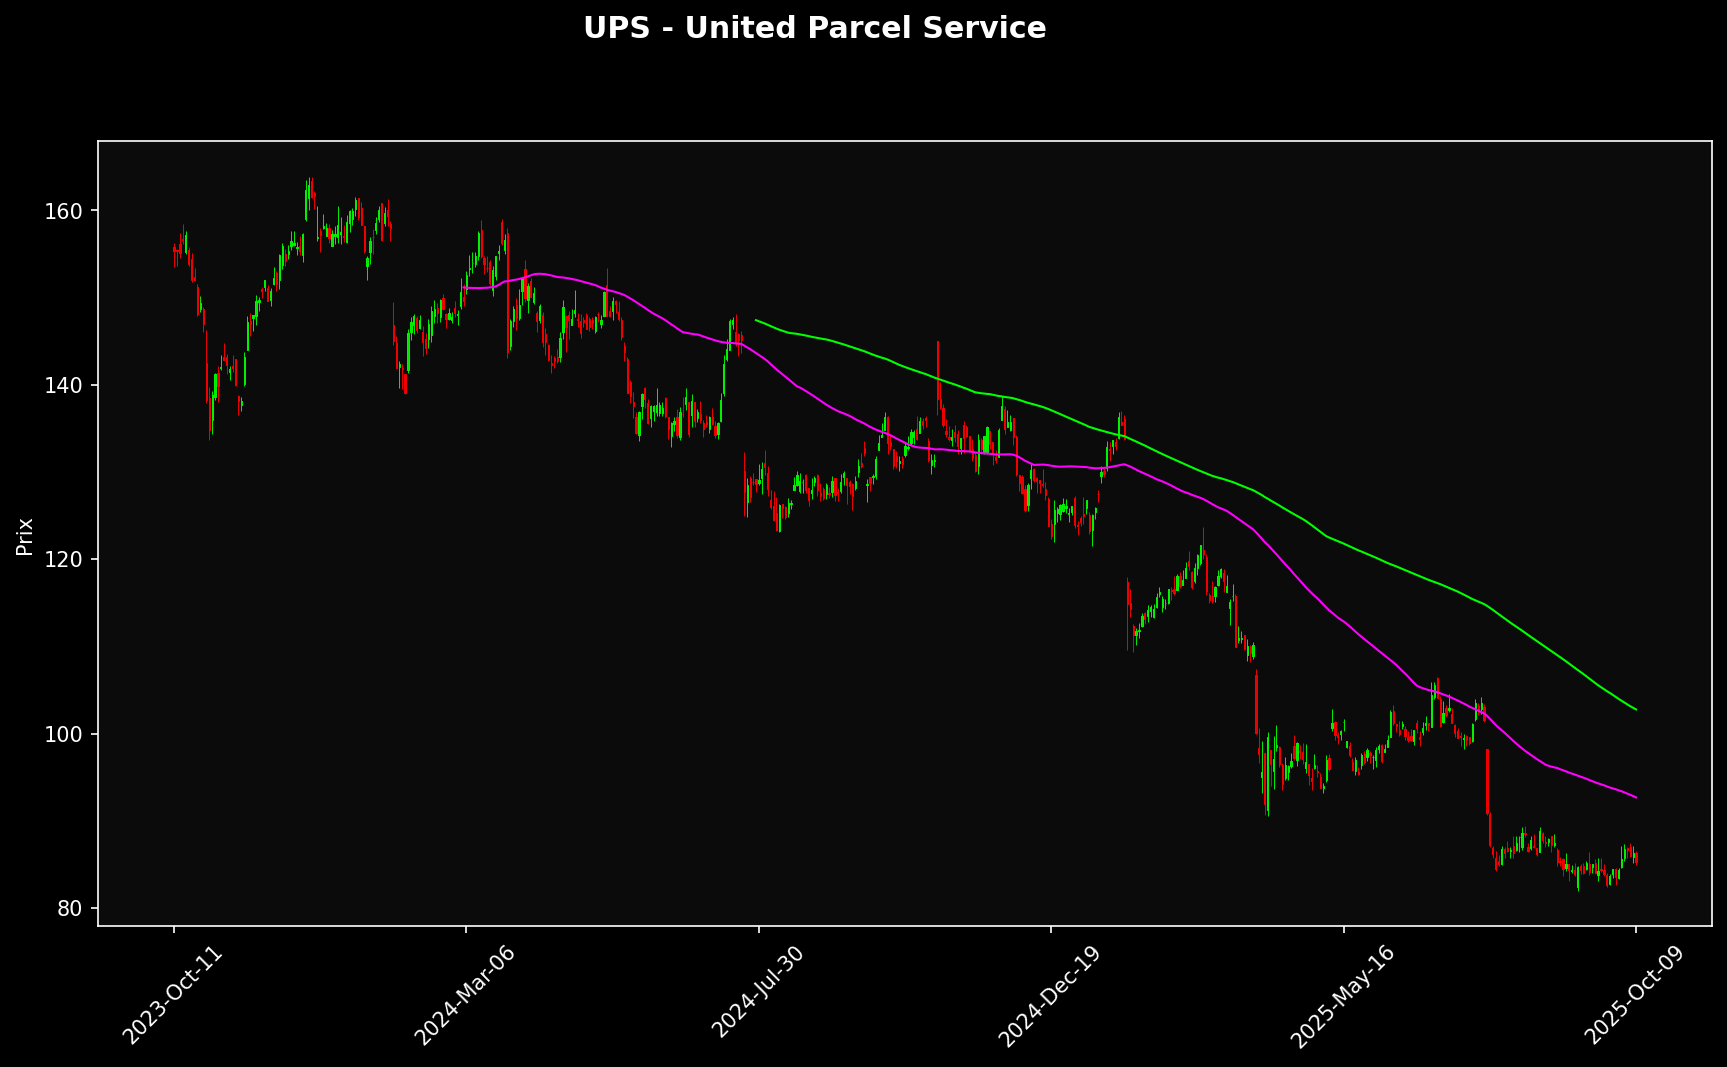 UPS - United Parcel Service
Prix
160
140
120
100
80
2023-Oct-11
2024-Mar-06
2024-Jul-30
2024-Dec-19
2025-May-16
2025-Oct-09